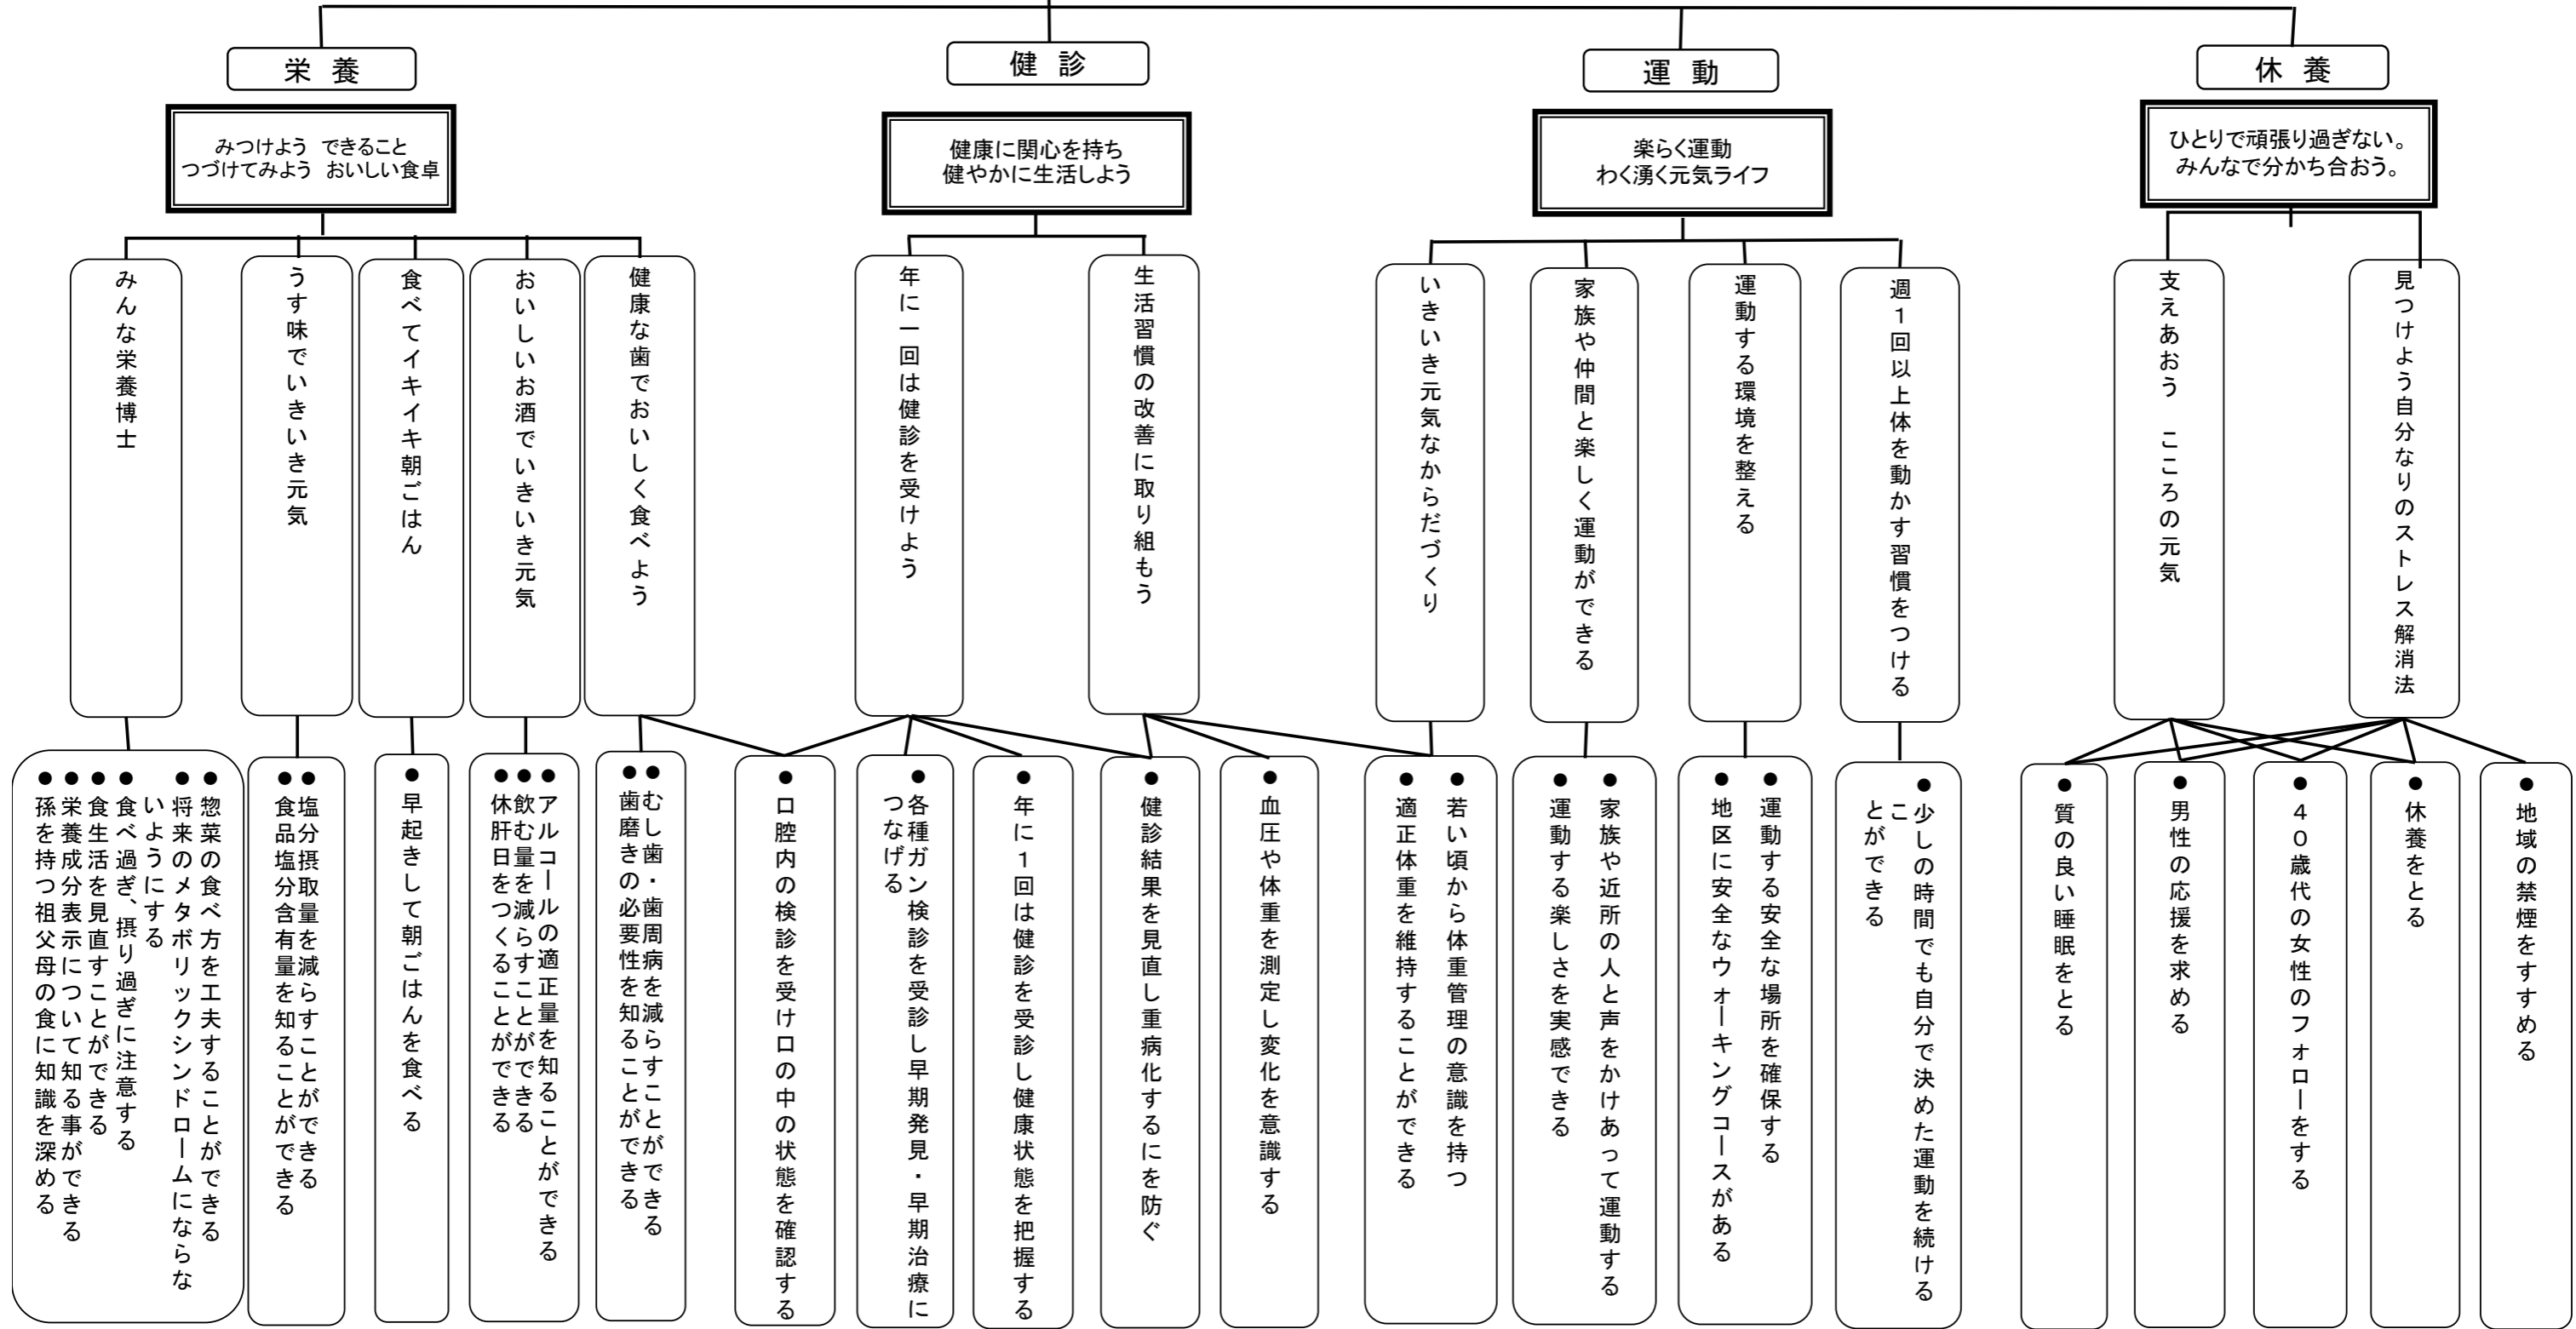 栄養
健診
運動
休養
みつけよう できること
つづけてみよう おいしい食卓
健康に関心を持ち
健やかに生活しよう
楽らく運動
わく湧く元気ライフ
ひとりで頑張り過ぎない。
みんなで分かち合おう。
みんな栄養博士
うす味でいきいき元気
食べてイキイキ朝ごはん
おいしいお酒でいきいき元気
健康な歯でおいしく食べよう
年に一回は健診を受けよう
生活習慣の改善に取り組もう
いきいき元気なからだづくり
家族や仲間と楽しく運動ができる
運動する環境を整える
週1回以上体を動かす習慣をつける
支えあおう こころの元気
見つけよう自分なりのストレス解消法
●惣菜の食べ方を工夫することができる
●将来のメタボリックシンドロームにならな
いようにする
●食べ過ぎ、摂り過ぎに注意する
●食生活を見直すことができる
●栄養成分表示について知る事ができる
●孫を持つ祖父母の食に知識を深める
●塩分摂取量を減らすことができる
●食品塩分含有量を知ることができる
●早起きして朝ごはんを食べる
●アルコールの適正量を知ることができる
●飲む量を減らすことができる
●休肝日をつくることができる
●むし歯・歯周病を減らすことができる
●歯磨きの必要性を知ることができる
●口腔内の検診を受け口の中の状態を確認する
●各種ガン検診を受診し早期発見・早期治療に
つなげる
●年に1回は健診を受診し健康状態を把握する
●健診結果を見直し重病化するにを防ぐ
●血圧や体重を測定し変化を意識する
●若い頃から体重管理の意識を持つ
●適正体重を維持することができる
●家族や近所の人と声をかけあって運動する
●運動する楽しさを実感できる
●運動する安全な場所を確保する
●地区に安全なウォーキングコースがある
●少しの時間でも自分で決めた運動を続ける
こ
とができる
●質の良い睡眠をとる
●男性の応援を求める
●40歳代の女性のフォローをする
●休養をとる
●地域の禁煙をすすめる